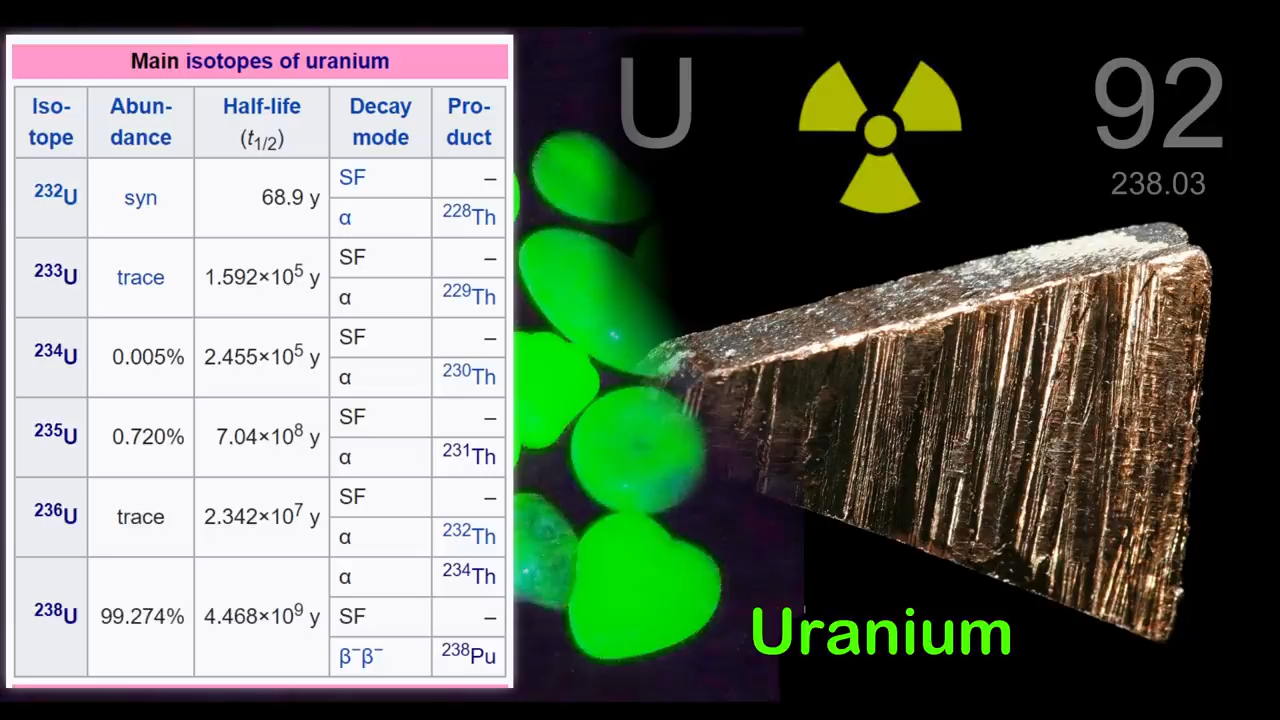 Main isotopes of uranium
Iso-
tope
Abun-
dance
Half-life
(t1/2)
Decay
mode
Pro-
duct
232U
syn
68.9 y
SF
–
α
228Th
233U
trace
1.592×10⁵ y
SF
–
α
229Th
234U
0.005%
2.455×10⁵ y
SF
–
α
230Th
235U
0.720%
7.04×10⁸ y
SF
–
α
231Th
236U
trace
2.342×10⁷ y
SF
–
α
232Th
238U
99.274%
4.468×10⁹ y
α
234Th
SF
–
β−β−
238Pu
U
92
238.03
Uranium